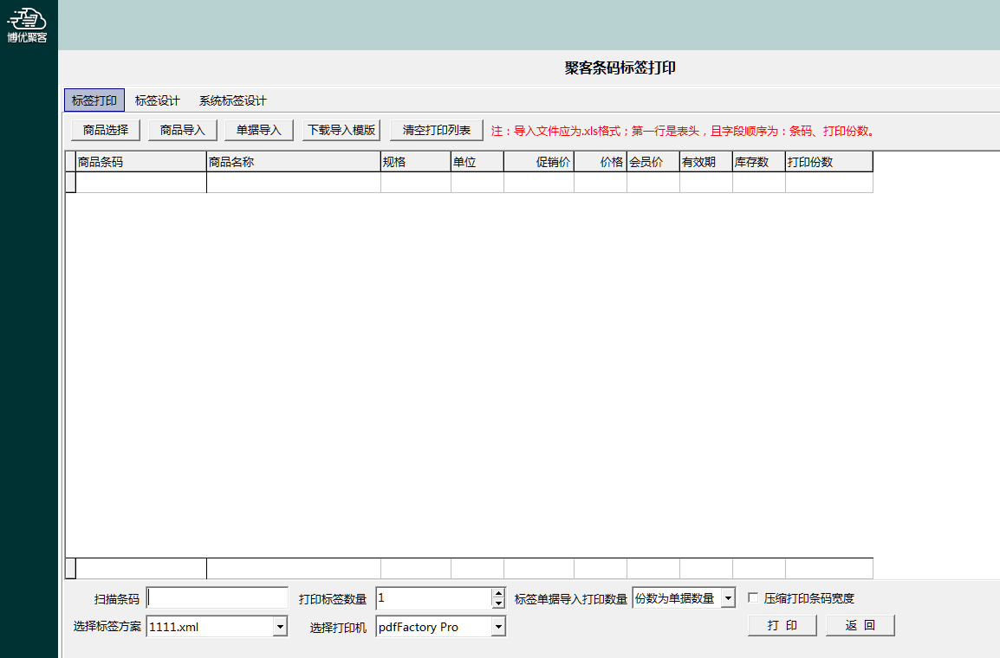 博优聚客
聚客条码标签打印
标签打印 标签设计 系统标签设计
商品选择 商品导入 单据导入 下载导入模版 清空打印列表 注：导入文件应为.xls格式；第一行是表头，且字段顺序为：条码、打印份数。
商品条码 商品名称 规格 单位 促销价 价格 会员价 有效期 库存数 打印份数
扫描条码 打印标签数量 1 标签单据导入打印数量 份数为单据数量 压缩打印条码宽度
选择标签方案 1111.xml 选择打印机 pdfFactory Pro 打 印 返 回